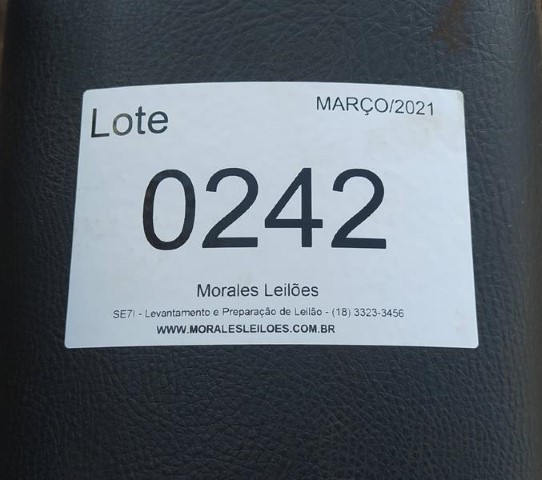 Lote
MARÇO/2021
0242
Morales Leilões
SE7I - Levantamento e Preparação de Leilão - (18) 3323-3456
WWW.MORALESLEILOES.COM.BR